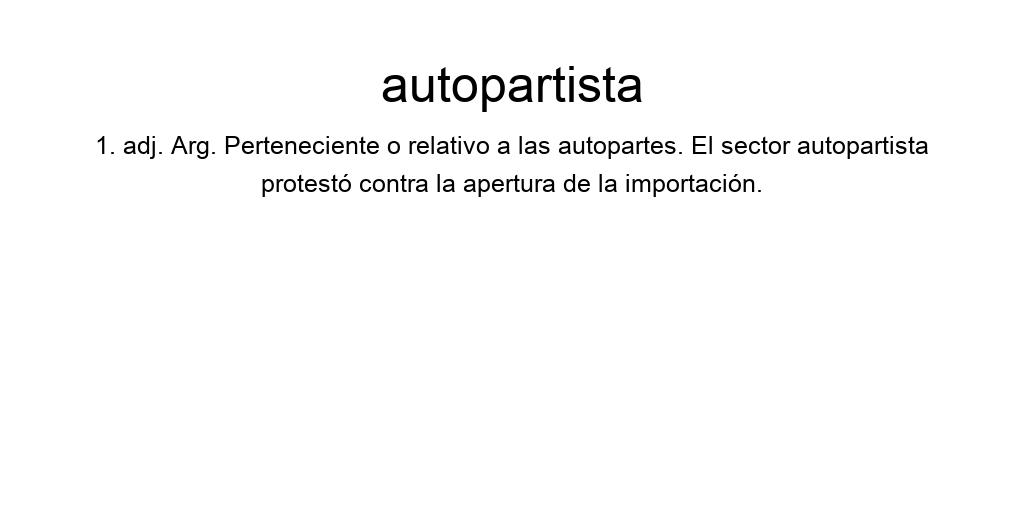 autopartista
1. adj. Arg. Perteneciente o relativo a las autopartes. El sector autopartista
protestó contra la apertura de la importación.